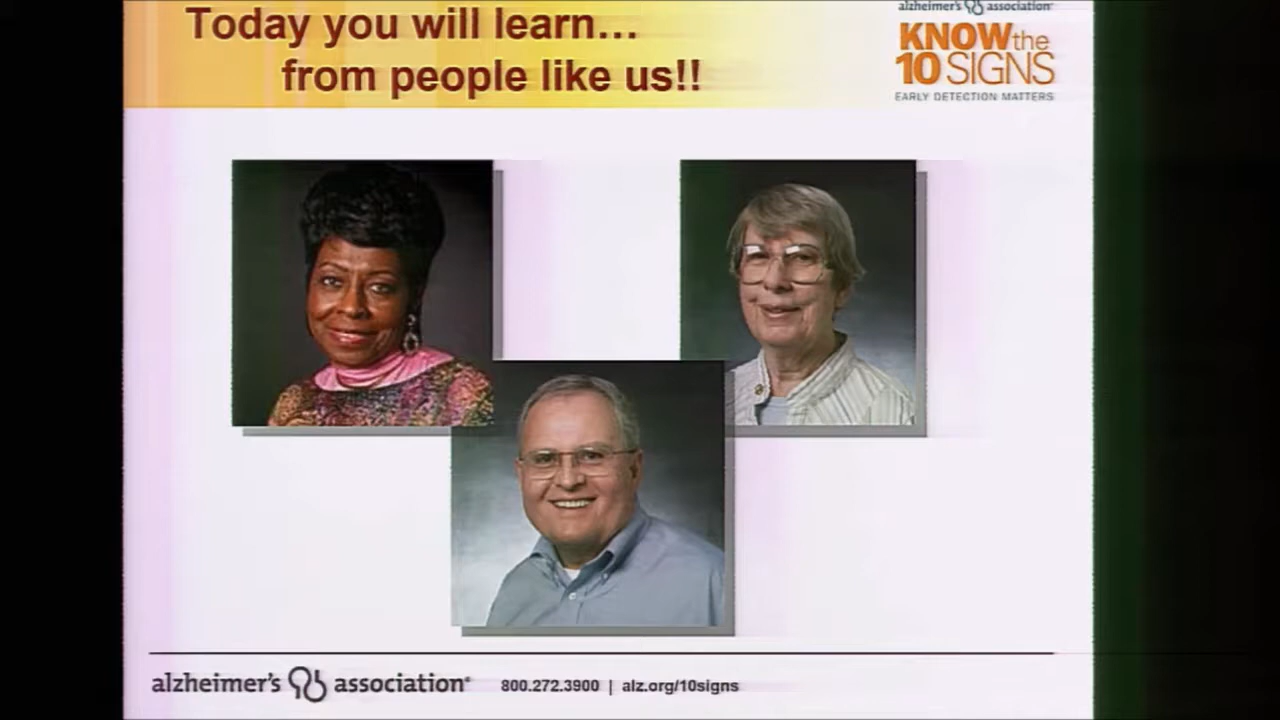 Today you will learn...
from people like us!!
alzheimer's association®
KNOW the
10 SIGNS
EARLY DETECTION MATTERS
alzheimer's association®
800.272.3900 | alz.org/10signs